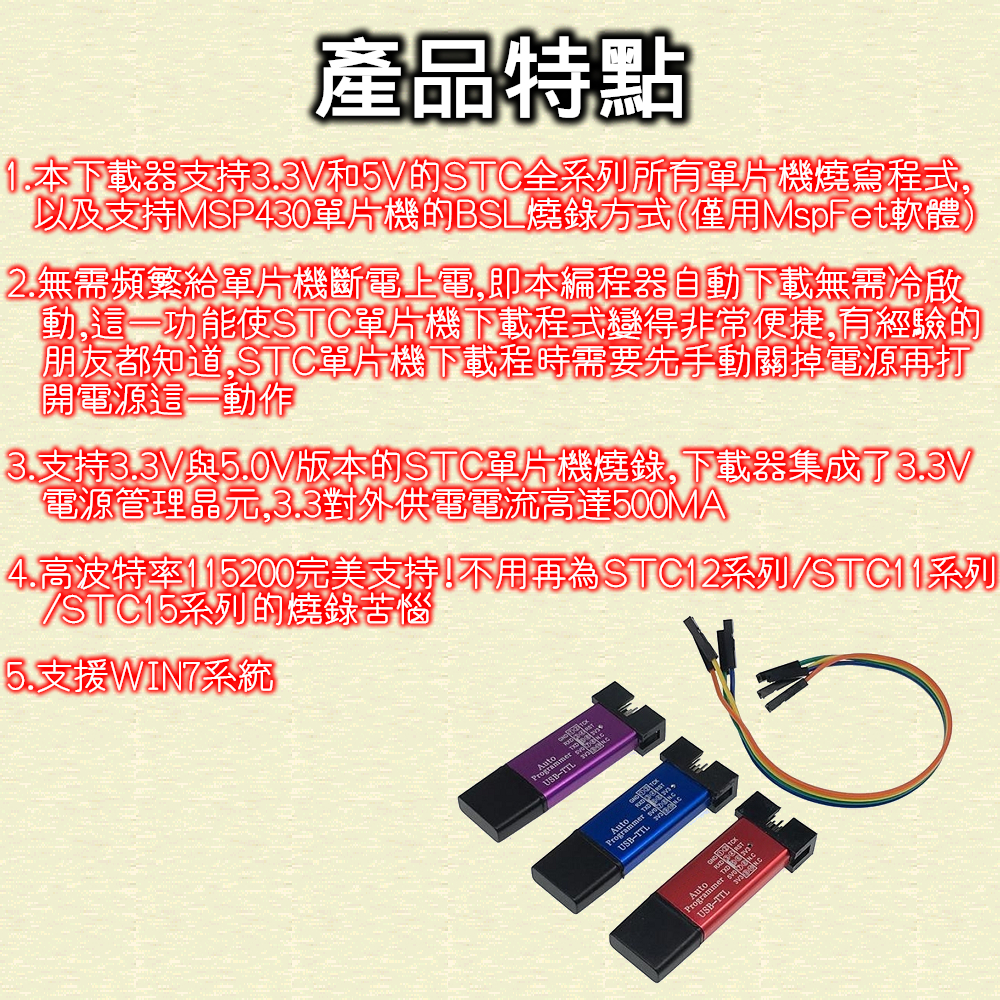 產品特點
1.本下載器支持3.3V和5V的STC全系列所有單片機燒寫程式,
以及支持MSP430單片機的BSL燒錄方式(僅用MspFet軟體)
2.無需頻繁給單片機斷電上電,即本編程器自動下載無需冷啟
動,這一功能使STC單片機下載程式變得非常便捷,有經驗的
朋友都知道,STC單片機下載程時需要先手動關掉電源再打
開電源這一動作
3.支持3.3V與5.0V版本的STC單片機燒錄,下載器集成了3.3V
電源管理晶元,3.3對外供電電流高達500MA
4.高波特率115200完美支持!不用再為STC12系列/STC11系列
/STC15系列的燒錄苦惱
5.支援WIN7系統
Auto
Programmer
USB-TTL
Auto
Programmer
USB-TTL
Auto
Programmer
USB-TTL